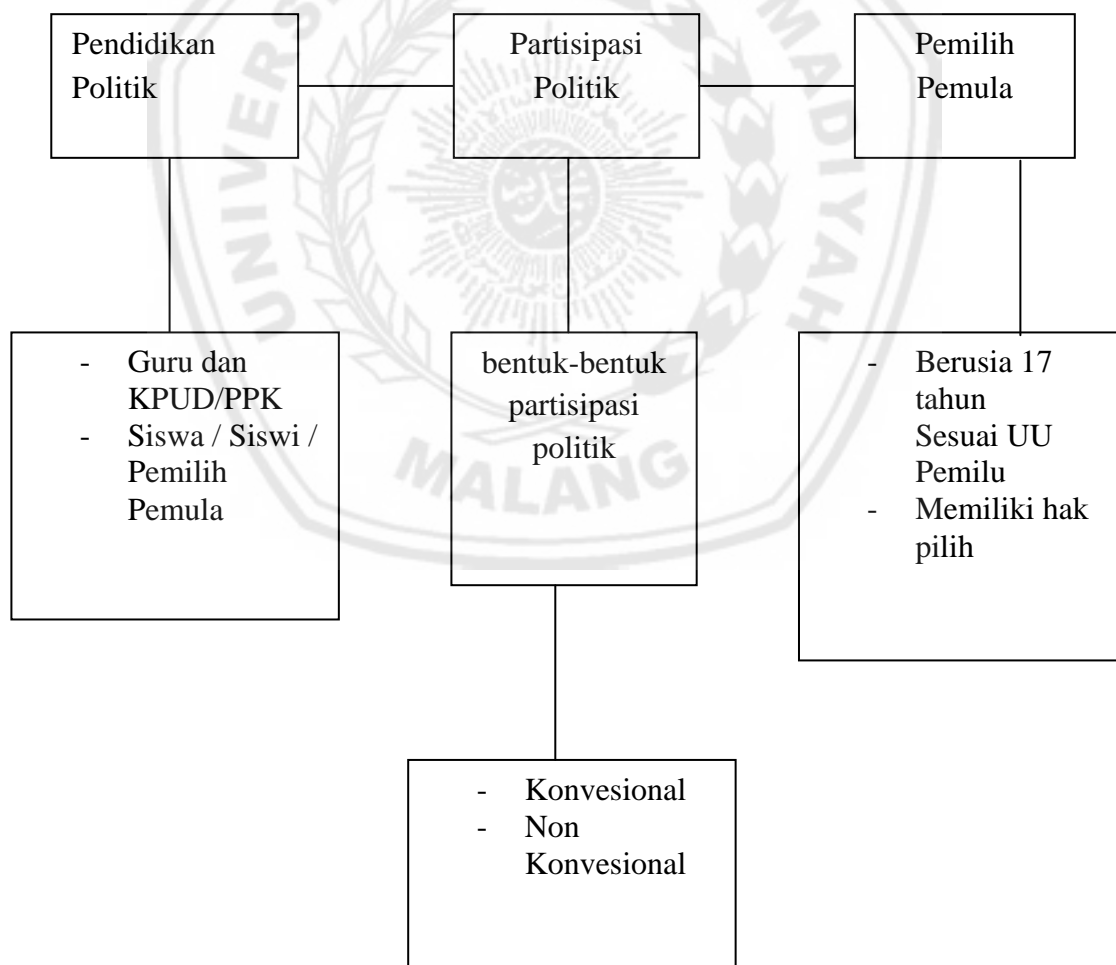 Pendidikan
Politik
Partisipasi
Politik
Pemilih
Pemula
- Guru dan
KPUD/PPK
- Siswa / Siswi /
Pemilih
Pemula
bentuk-bentuk
partisipasi
politik
- Berusia 17
tahun
Sesuai UU
Pemilu
- Memiliki hak
pilih
- Konvesional
- Non
Konvesional
MALANG